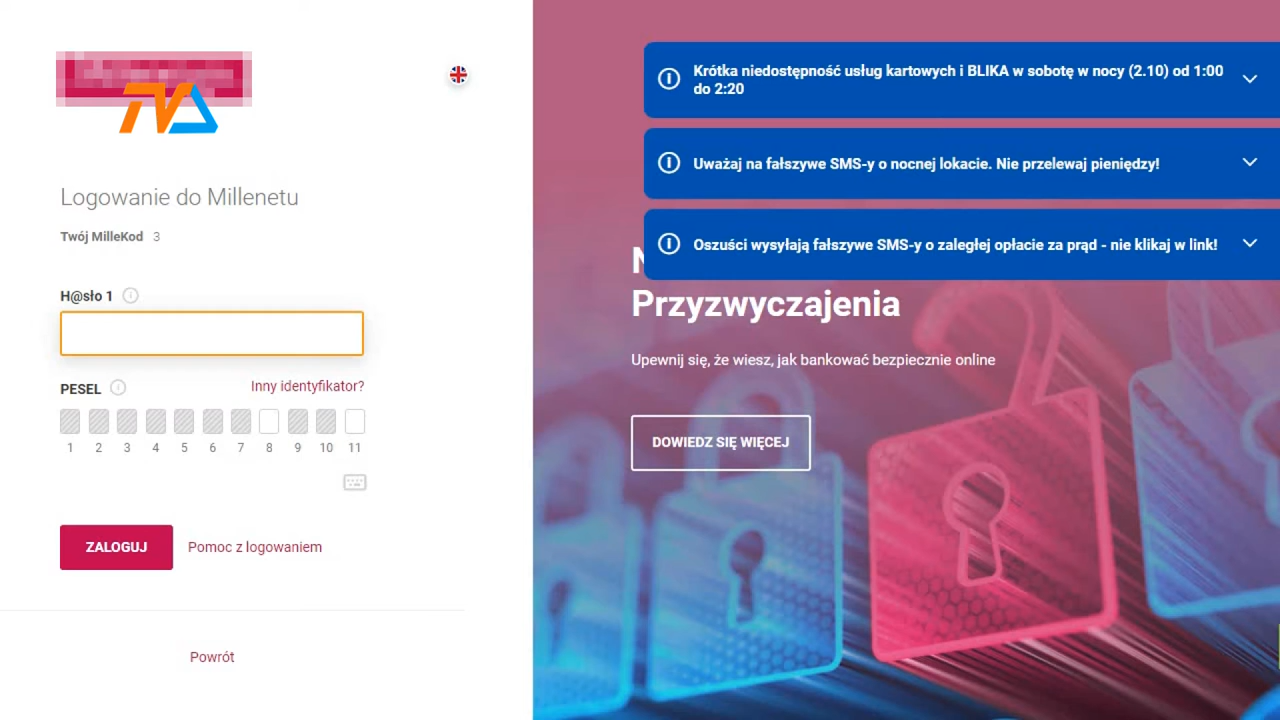 Logowanie do Millenetu
Twój MilleKod 3
H@sło 1
PESEL
Inny identyfikator?
1 2 3 4 5 6 7 8 9 10 11
ZALOGUJ
Pomoc z logowaniem
Powrót
Krótka niedostępność usług kartowych i BLIKA w sobotę w nocy (2.10) od 1:00
do 2:20
Uważaj na fałszywe SMS-y o nocnej lokacie. Nie przelewaj pieniędzy!
Oszuści wysyłają fałszywe SMS-y o zaległej opłacie za prąd - nie klikaj w link!
Przyzwyczajenia
Upewnij się, że wiesz, jak bankować bezpiecznie online
DOWIEDZ SIĘ WIĘCEJ